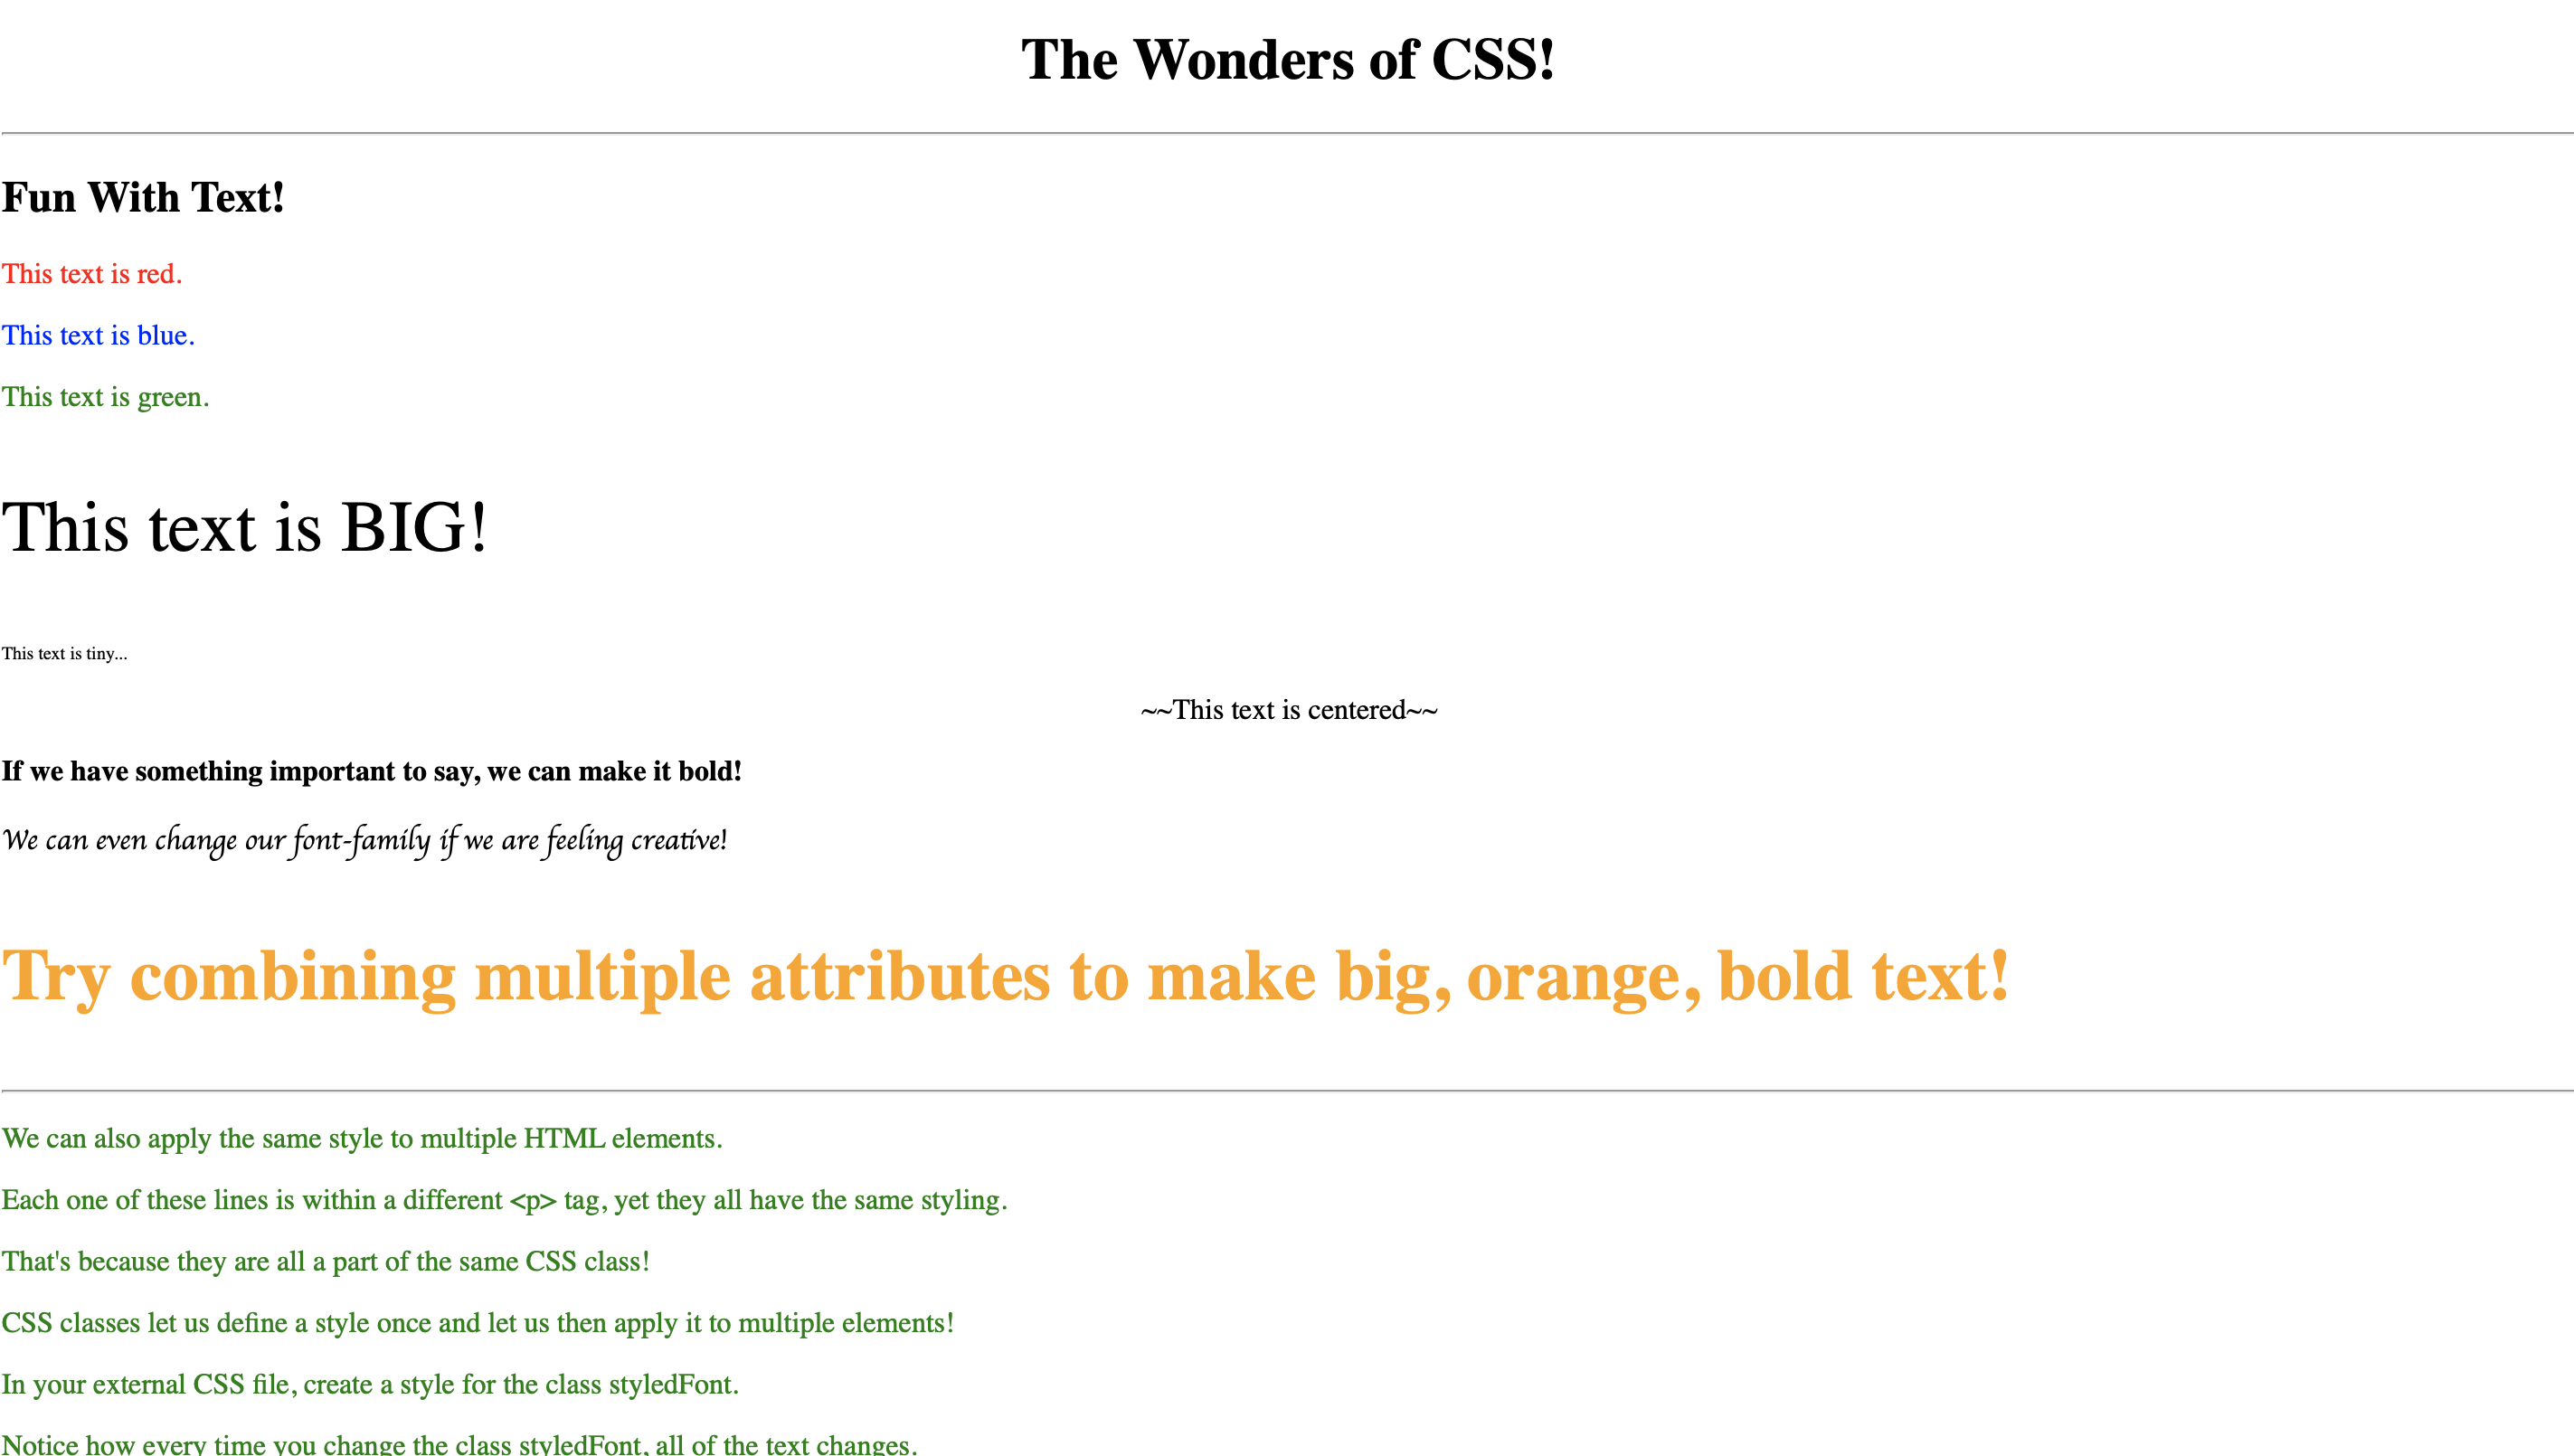 The Wonders of CSS!
Fun With Text!
This text is red.
This text is blue.
This text is green.
This text is BIG!
This text is tiny...
~~This text is centered~~
If we have something important to say, we can make it bold!
We can even change our font-family if we are feeling creative!
Try combining multiple attributes to make big, orange, bold text!
We can also apply the same style to multiple HTML elements.
Each one of these lines is within a different <p> tag, yet they all have the same styling.
That's because they are all a part of the same CSS class!
CSS classes let us define a style once and let us then apply it to multiple elements!
In your external CSS file, create a style for the class styledFont.
Notice how every time you change the class styledFont, all of the text changes.